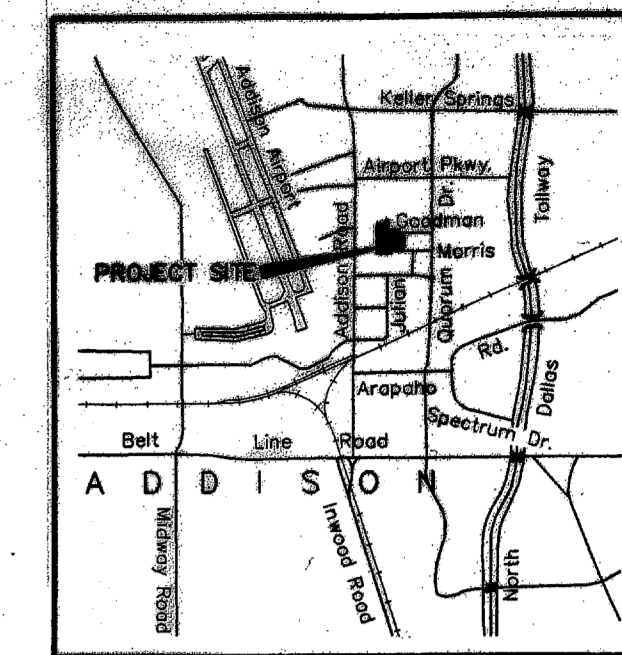 Keller Springs
Addison Airport
Airport Pkwy.
Dr.
Tollway
Goodman
Morris
PROJECT SITE
Addison Road
Julian
Quorum
Rd.
Arapaho
Dallas
Spectrum Dr.
Belt Line Road
ADDISON
Midway Road
Inwood Road
North